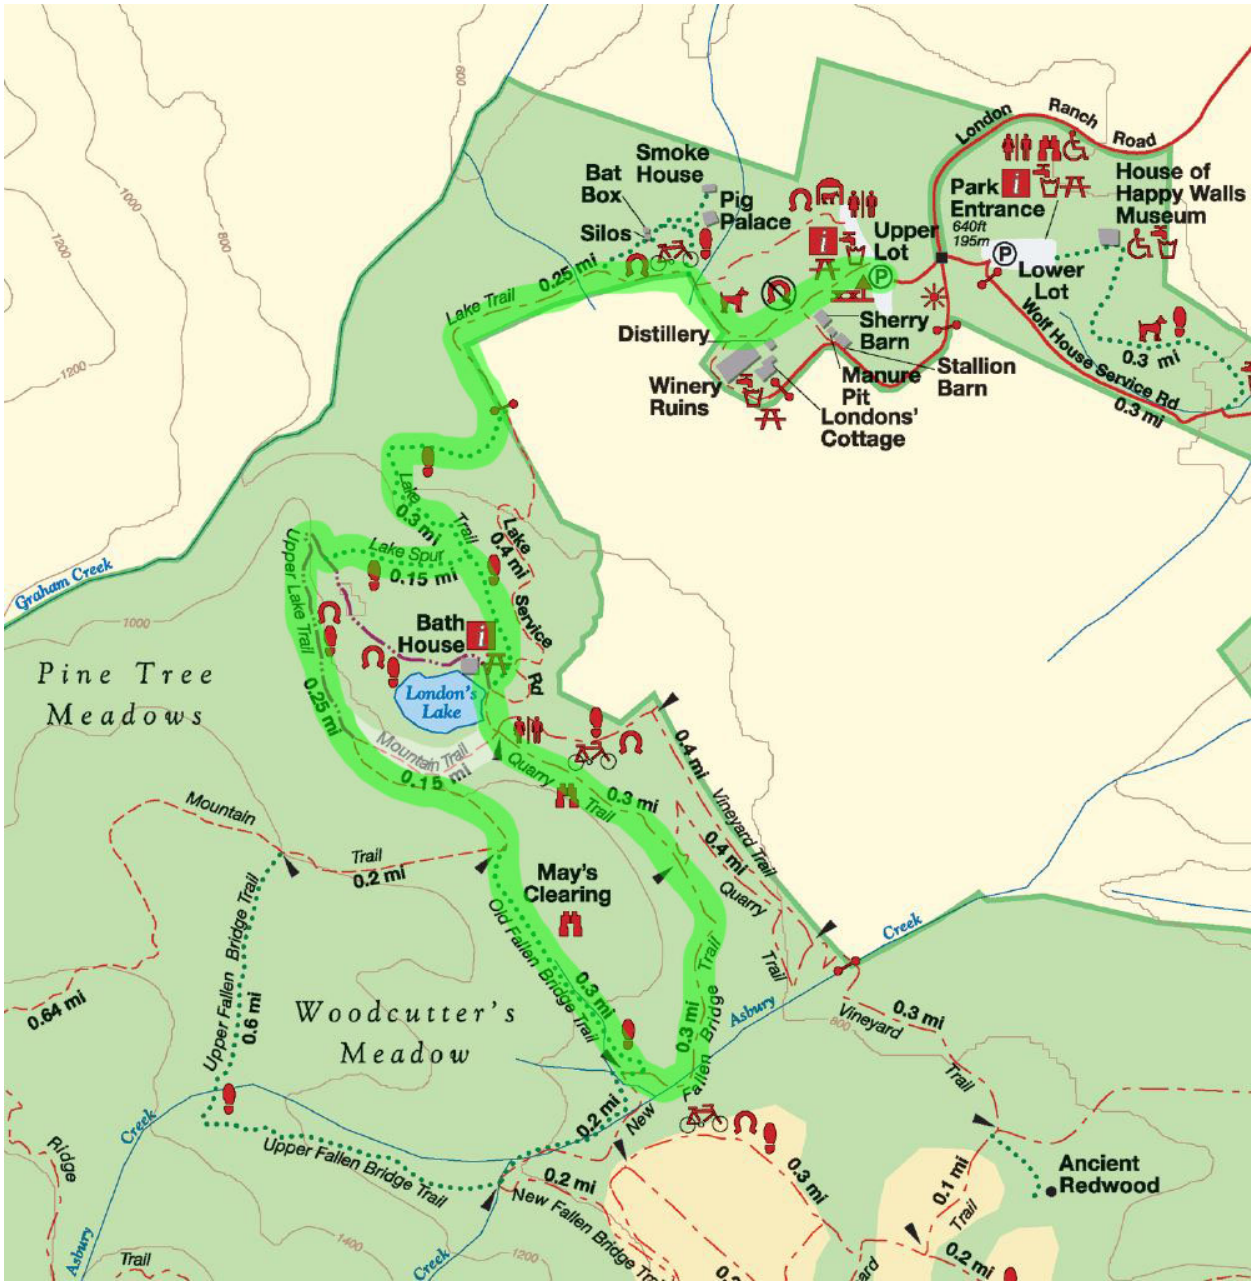 600
London
Ranch
Road
Smoke
House
Bat
Box
Pig
Palace
Silos
Park
Entrance
640ft
195m
i
House of
Happy Walls
Museum
1000
1200
800
i
Upper
Lot
P
P
Lower
Lot
0.25 mi
Lake Trail
Distillery
Sherry
Barn
Wolf House Service Rd
0.3 mi
0.3 mi
1200
Winery
Ruins
Manure
Pit
Stallion
Barn
Londons'
Cottage
Lake
Trail
0.3 mi
Lake
Service
Rd
0.4 mi
Upper Lake Trail
Lake Spur
0.15 mi
Graham Creek
1000
Bath
House
i
Pine Tree
Meadows
London's
Lake
0.25 mi
Mountain Trail
0.15 mi
Quarry
Trail
0.3 mi
0.4 mi
Vineyard Trail
0.4 mi
Quarry
Trail
Mountain
Trail
0.2 mi
May's
Clearing
Upper Fallen Bridge Trail
0.6 mi
Old Fallen Bridge Trail
0.3 mi
New Fallen Bridge Trail
0.3 mi
Asbury
Creek
0.64 mi
Woodcutter's
Meadow
800
0.3 mi
Vineyard
Trail
Creek
Asbury
Ridge
Trail
Upper Fallen Bridge Trail
0.2 mi
0.2 mi
New Fallen Bridge Tra
0.3 mi
0.1 mi
Trail
Ancient
Redwood
1400
1200
Creek
0.2
ard
0.2 mi